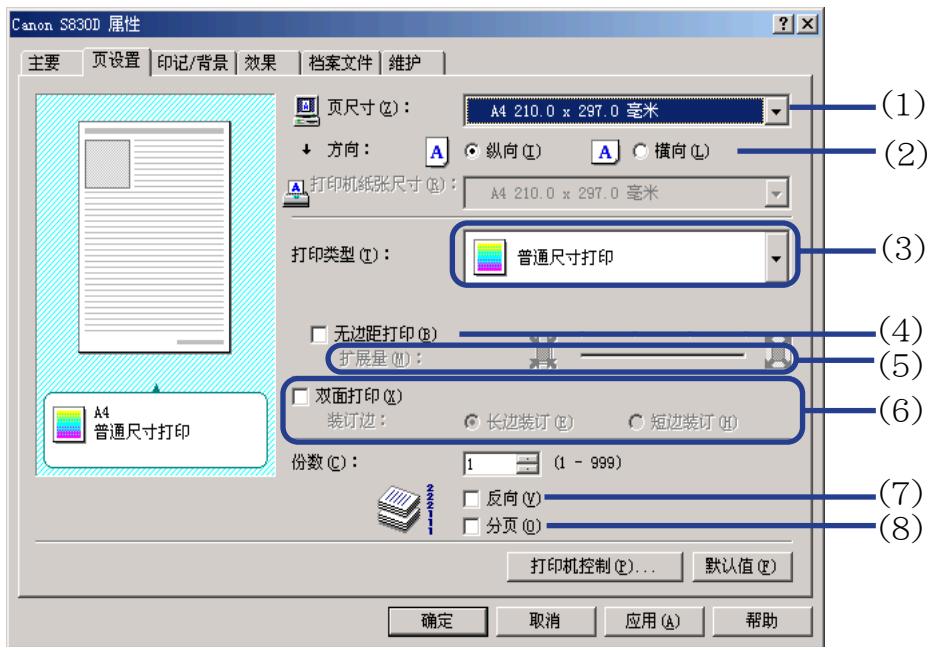 Canon S830D 属性
主要 页设置 印记/背景 效果 档案文件 维护
页尺寸(Z): A4 210.0 x 297.0 毫米 (1)
方向: A 纵向(I) A 横向(L) (2)
打印机纸张尺寸(R): A4 210.0 x 297.0 毫米
打印类型(T): 普通尺寸打印 (3)
无边距打印(B) (4)
扩展量(M): (5)
双面打印(X) (6)
装订边: 长边装订(E) 短边装订(H)
A4
普通尺寸打印
份数(C): 1 (1 - 999)
222111
反向(V) (7)
分页(O) (8)
打印机控制(P)... 默认值(F)
确定 取消 应用(A) 帮助